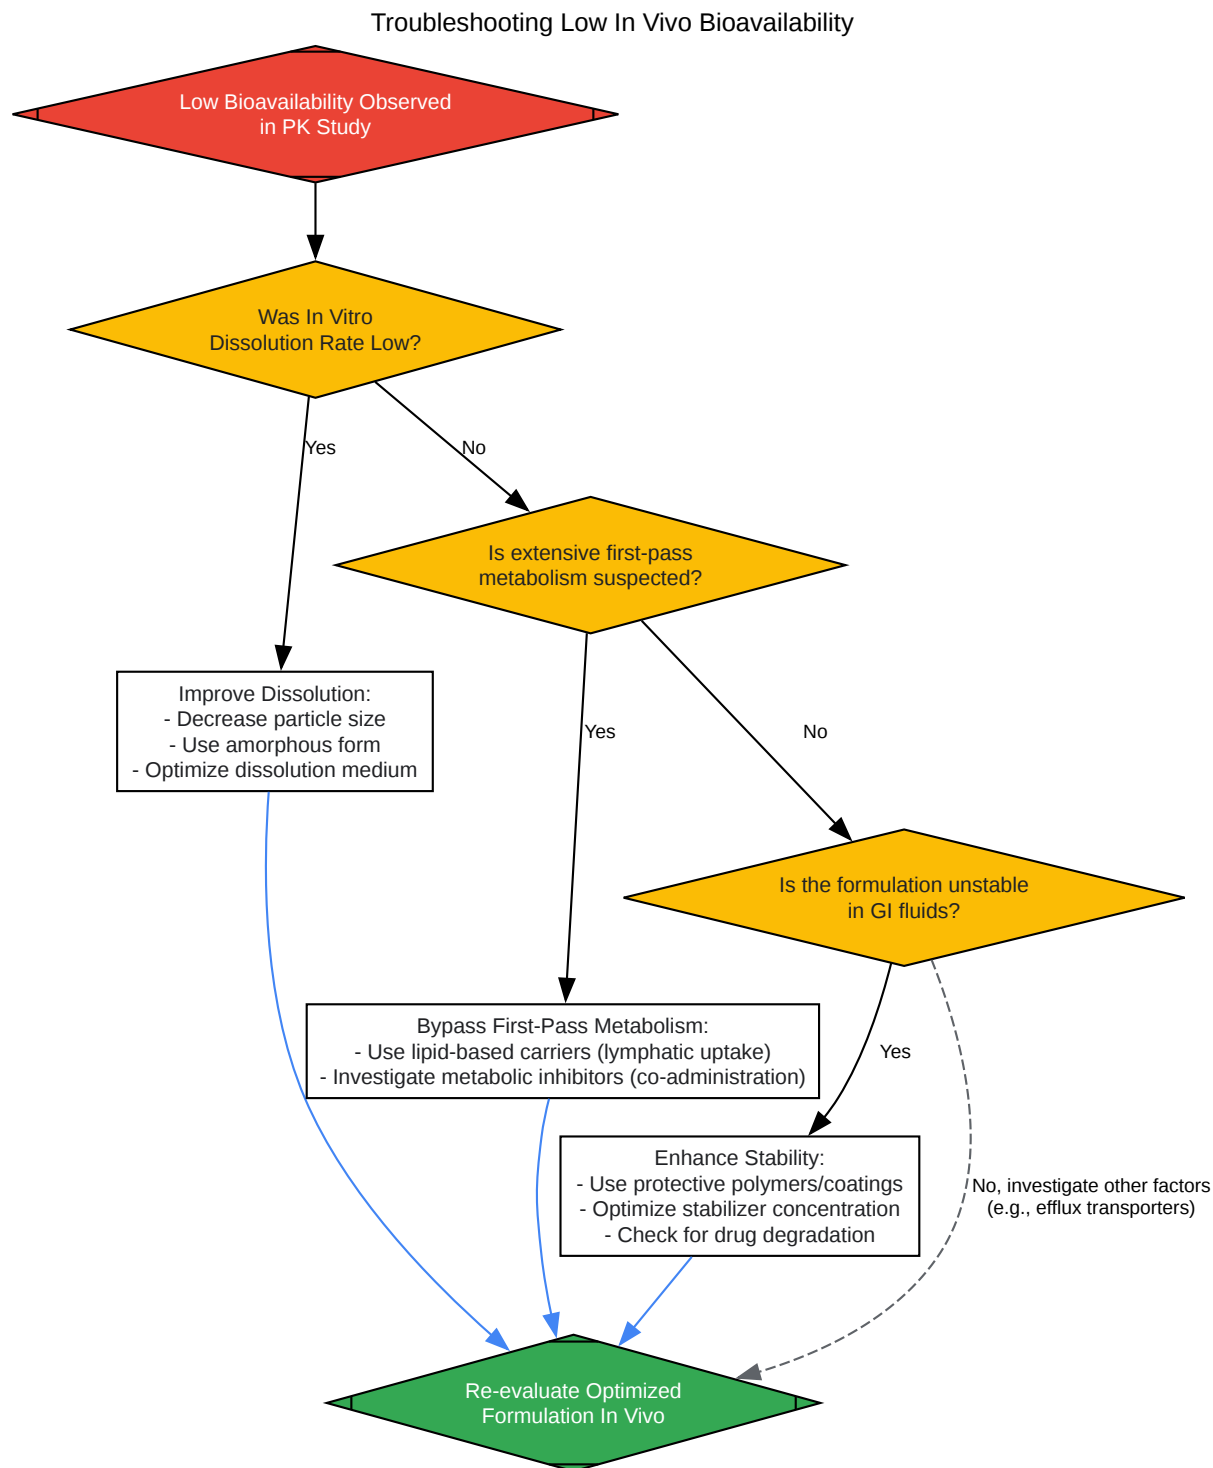 Troubleshooting Low In Vivo Bioavailability
Low Bioavailability Observed
in PK Study
Was In Vitro
Dissolution Rate Low?
Yes
No
Is extensive first-pass
metabolism suspected?
Improve Dissolution:
- Decrease particle size
- Use amorphous form
- Optimize dissolution medium
Yes
No
Is the formulation unstable
in GI fluids?
Bypass First-Pass Metabolism:
- Use lipid-based carriers (lymphatic uptake)
- Investigate metabolic inhibitors (co-administration)
Yes
Enhance Stability:
- Use protective polymers/coatings
- Optimize stabilizer concentration
- Check for drug degradation
No, investigate other factors
(e.g., efflux transporters)
Re-evaluate Optimized
Formulation In Vivo